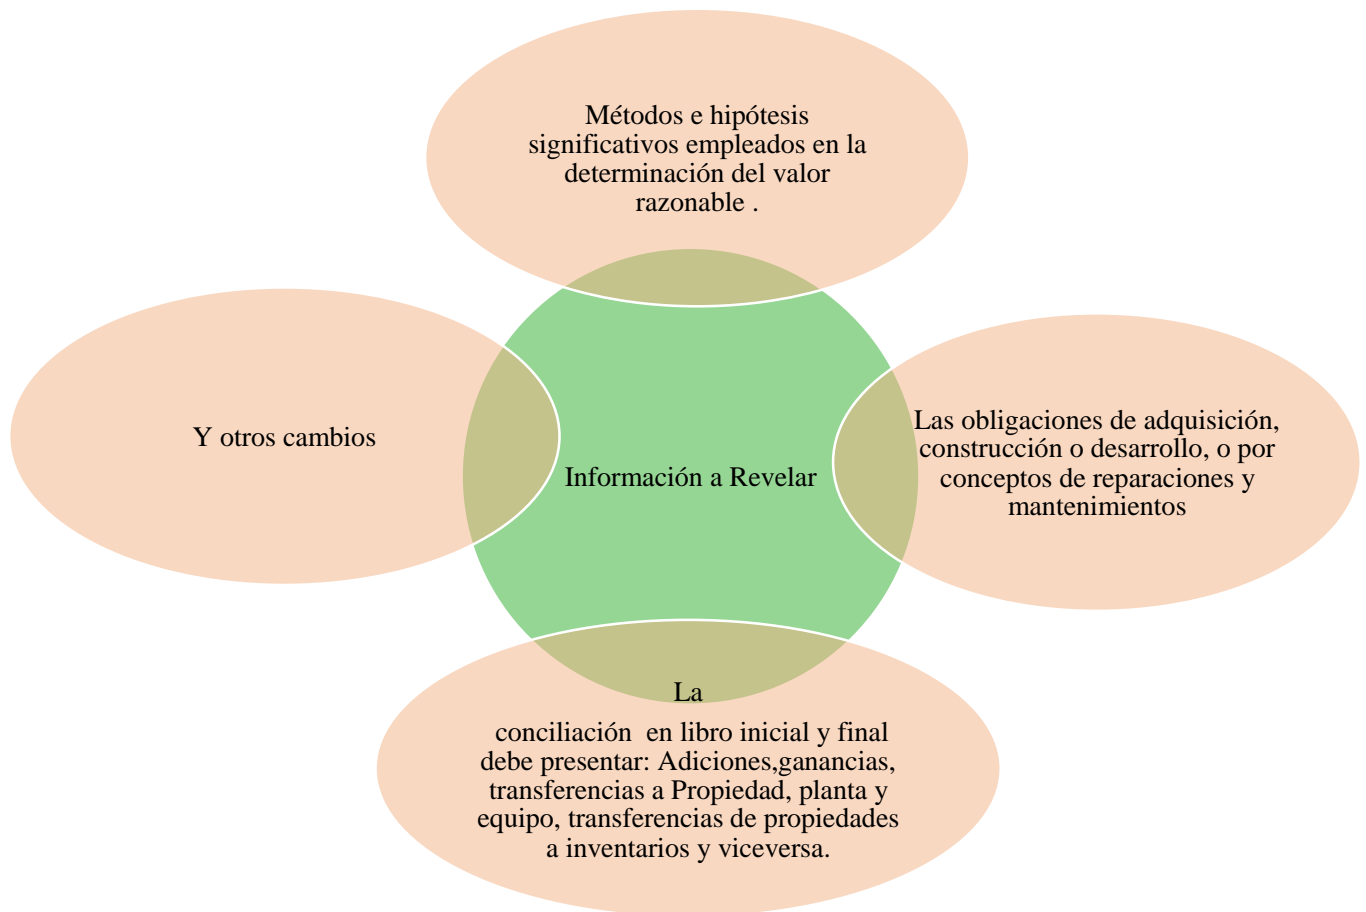 Métodos e hipótesis
significativos empleados en la
determinación del valor
razonable .
Y otros cambios
Información a Revelar
Las obligaciones de adquisición,
construcción o desarrollo, o por
conceptos de reparaciones y
mantenimientos
La
conciliación  en libro inicial y final
debe presentar: Adiciones,ganancias,
transferencias a Propiedad, planta y
equipo, transferencias de propiedades
a inventarios y viceversa.